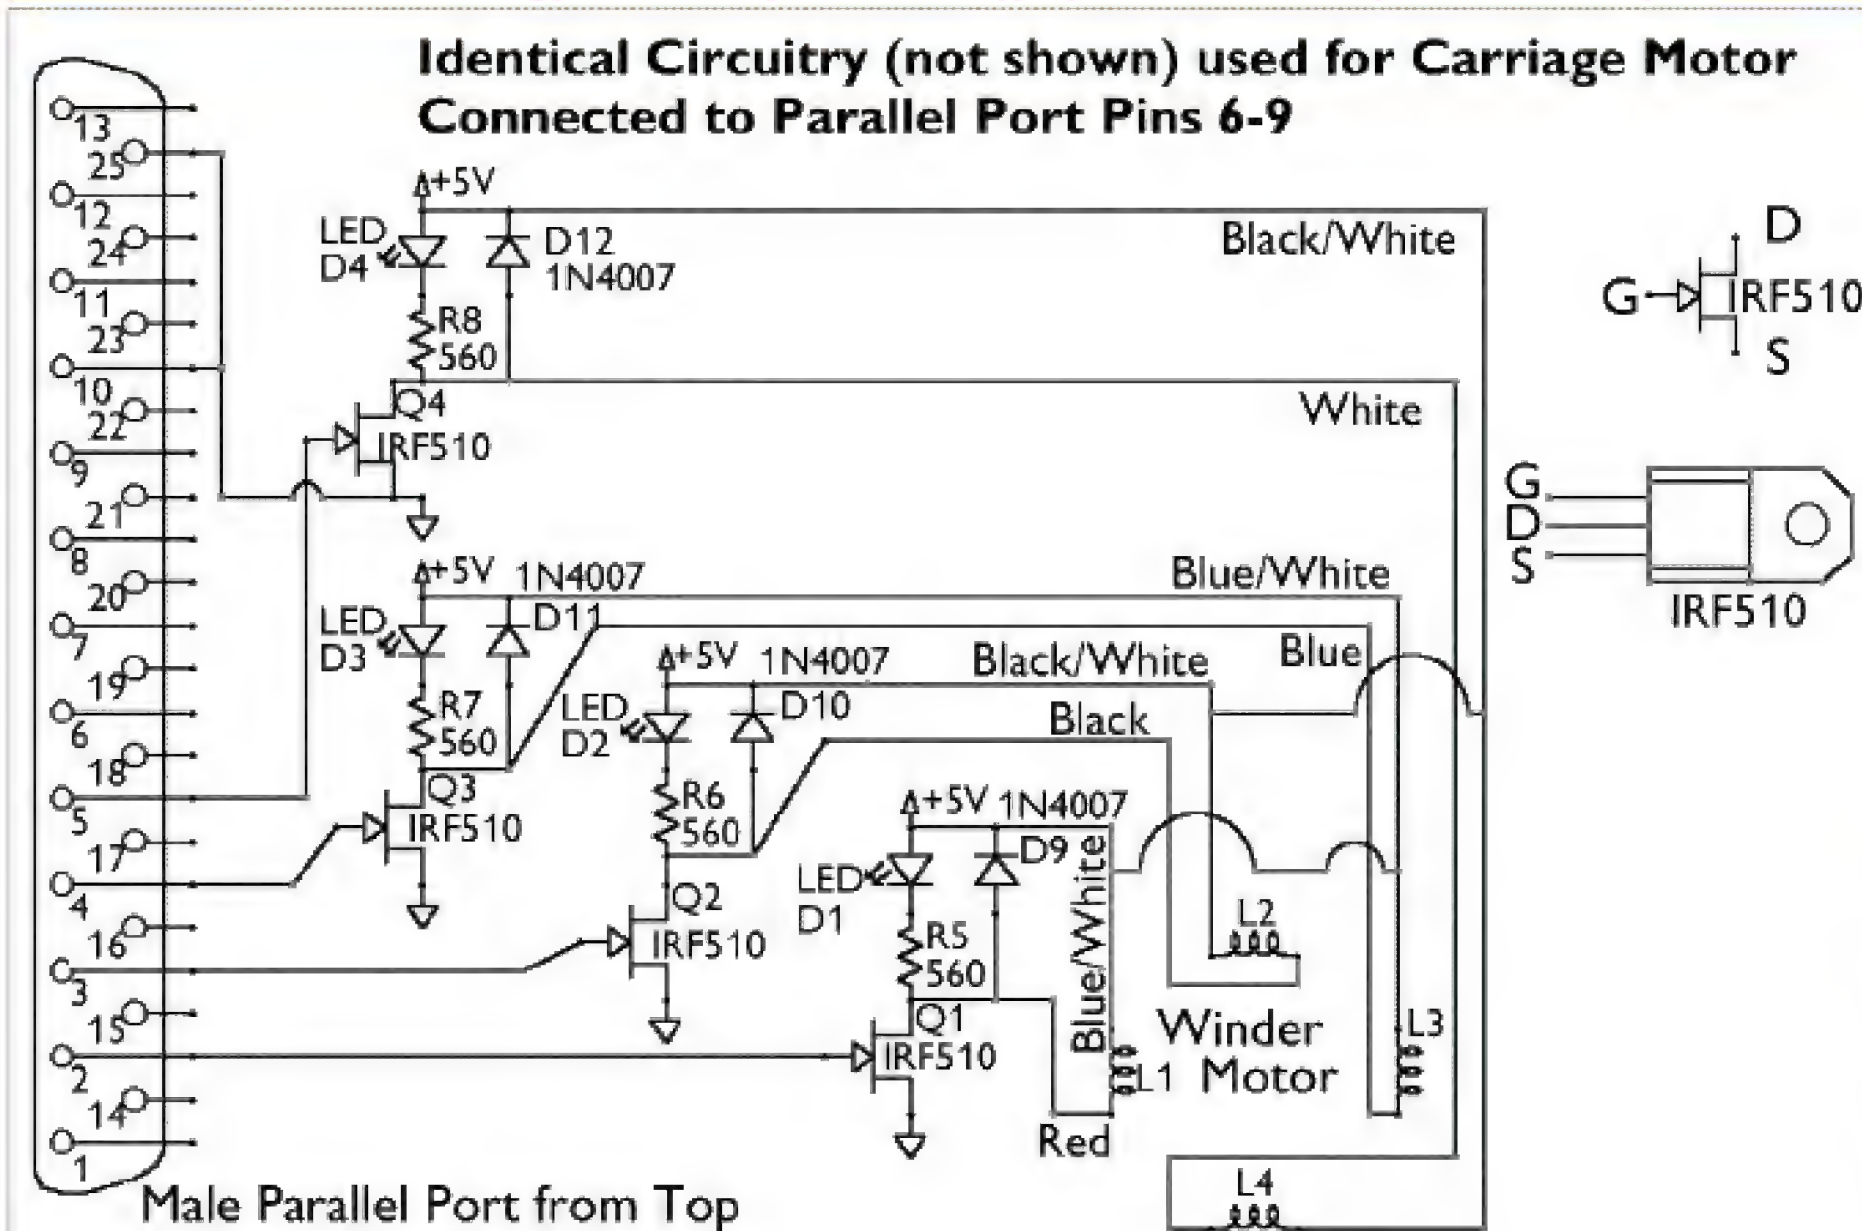 Identical Circuitry (not shown) used for Carriage Motor
Connected to Parallel Port Pins 6-9
13
25
12
24
11
23
10
22
9
21
8
20
7
19
6
18
5
17
4
16
3
15
2
14
1
Male Parallel Port from Top
+5V
LED
D4
D12
1N4007
R8
560
Q4
IRF510
Black/White
White
+5V
1N4007
LED
D3
D11
R7
560
Q3
IRF510
Blue/White
Blue
+5V
1N4007
LED
D2
D10
R6
560
Q2
IRF510
Black/White
Black
+5V
1N4007
LED
D1
D9
R5
560
Q1
IRF510
Blue/White
Red
L2
L1
Winder
Motor
L3
L4
D
G
IRF510
S
G
D
S
IRF510